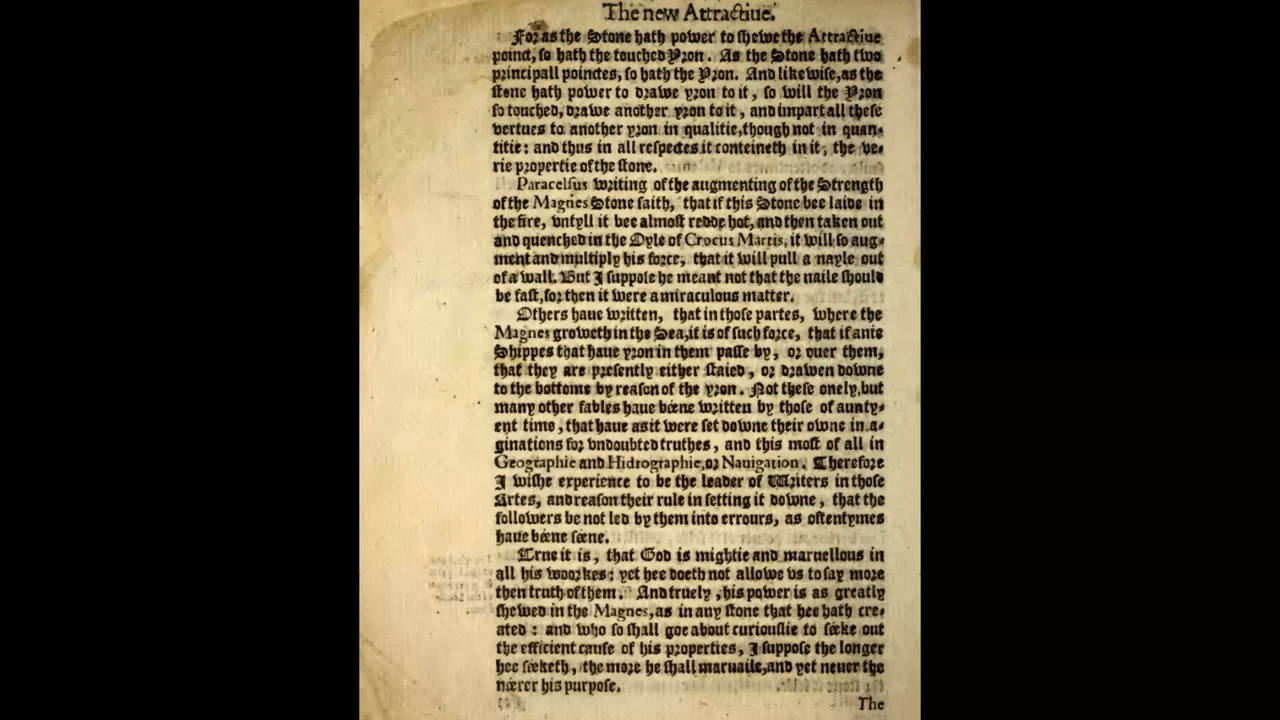 The new Attractiue.
For as the Stone hath power to shewe the Attractiue
poinct, so hath the touched Yron. As the Stone hath two
principall poinctes, so hath the Yron. And likewise, as the
stone hath power to drawe yron to it, so will the Yron
so touched, drawe another yron to it, and impart all these
vertues to another yron in qualitie, though not in quan-
titie: and thus in all respectes it conteineth in it, the ve-
rie propertie of the stone.
Paracelsus writing of the augmenting of the Strength
of the Magnes Stone saith, that if this Stone bee laide in
the fire, vntyll it bee almost redde hot, and then taken out
and quenched in the Oyle of Crocus Martis, it will so aug-
ment and multiply his force, that it will pull a nayle out
of a wall. But I suppose he meant not that the naile should
be fast, for then it were a miraculous matter.
Others haue written, that in those partes, where the
Magnes groweth in the Sea, it is of such force, that if anie
Shippes that haue yron in them passe by, or ouer them,
that they are presently either staied, or drawen downe
to the bottome by reason of the yron. Not these onely, but
many other fables haue beene written by those of aunty-
ent time, that haue as it were set downe their owne ima-
ginations for vndoubted truthes, and this most of all in
Geographie and Hidrographie, or Nauigation. Therefore
I wishe experience to be the leader of Writers in those
Artes, and reason their rule in setting it downe, that the
followers be not led by them into errours, as oftentymes
haue beene seene.
True it is, that God is mightie and maruellous in
all his woorkes: yet hee doeth not allowe vs to say more
then truth of them. And truely, his power is as greatly
shewed in the Magnes, as in any stone that hee hath cre-
ated: and who so shall goe about curiouslie to seeke out
the efficient cause of his properties, I suppose the longer
hee seeketh, the more he shall maruaile, and yet neuer the
neerer his purpose.
The